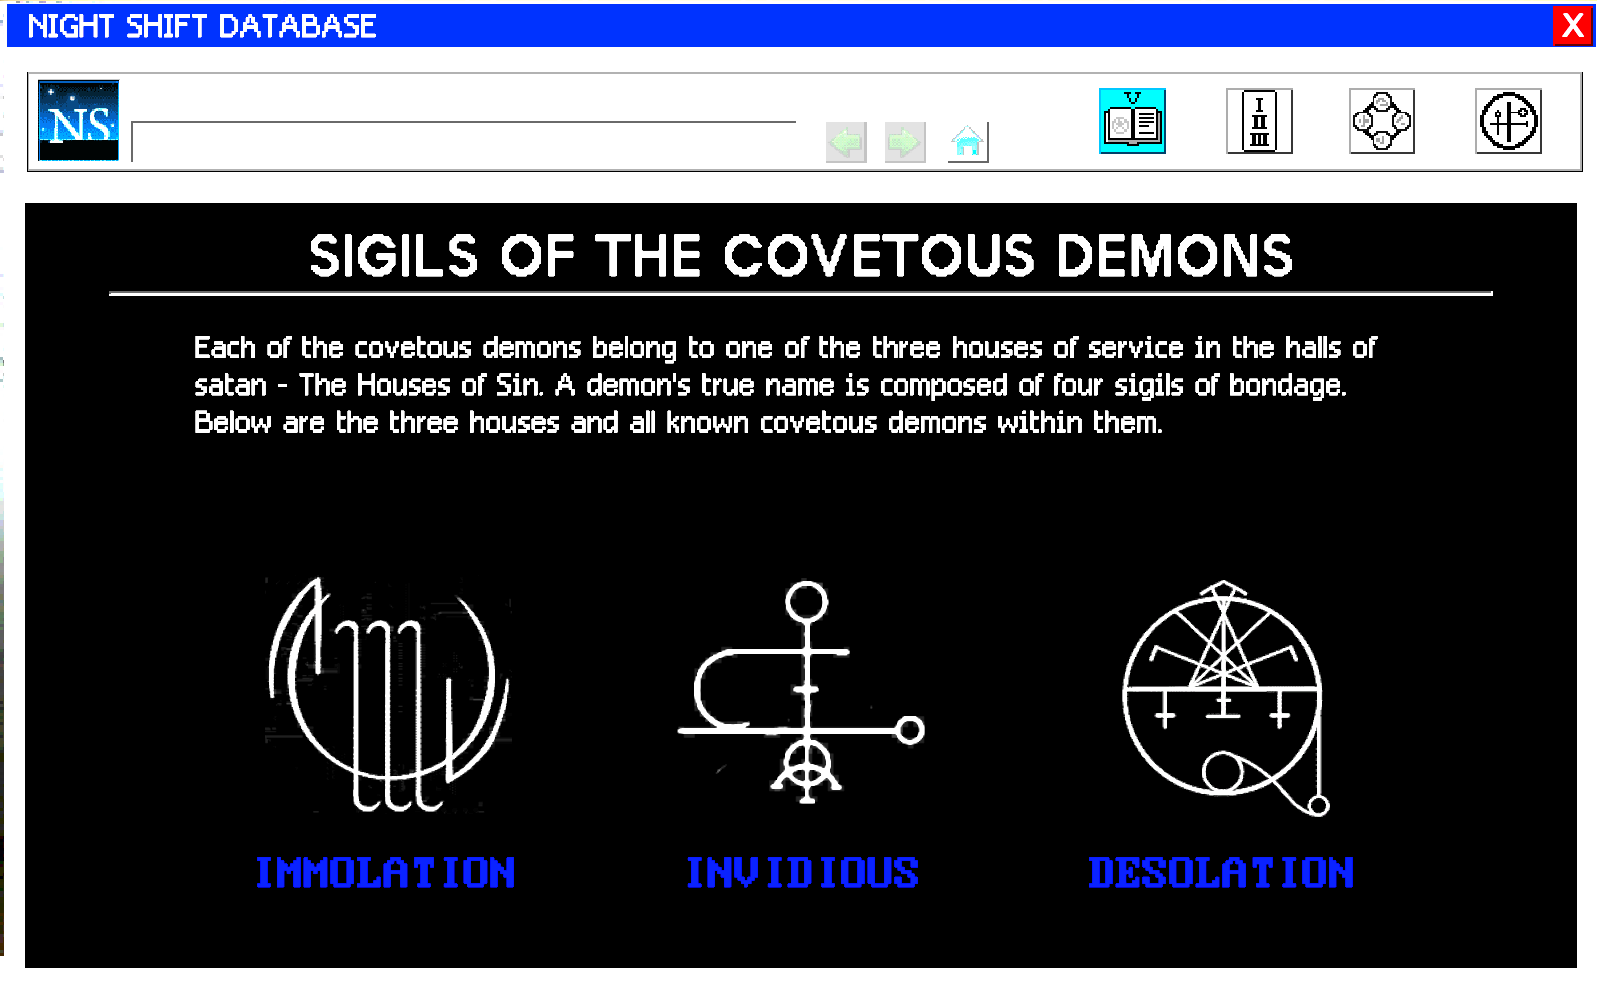 NIGHT SHIFT DATABASE
X
NS
V
I
II
III
SIGILS OF THE COVETOUS DEMONS
Each of the covetous demons belong to one of the three houses of service in the halls of
satan - The Houses of Sin. A demon's true name is composed of four sigils of bondage.
Below are the three houses and all known covetous demons within them.
IMMOLATION
INVIDIOUS
DESOLATION